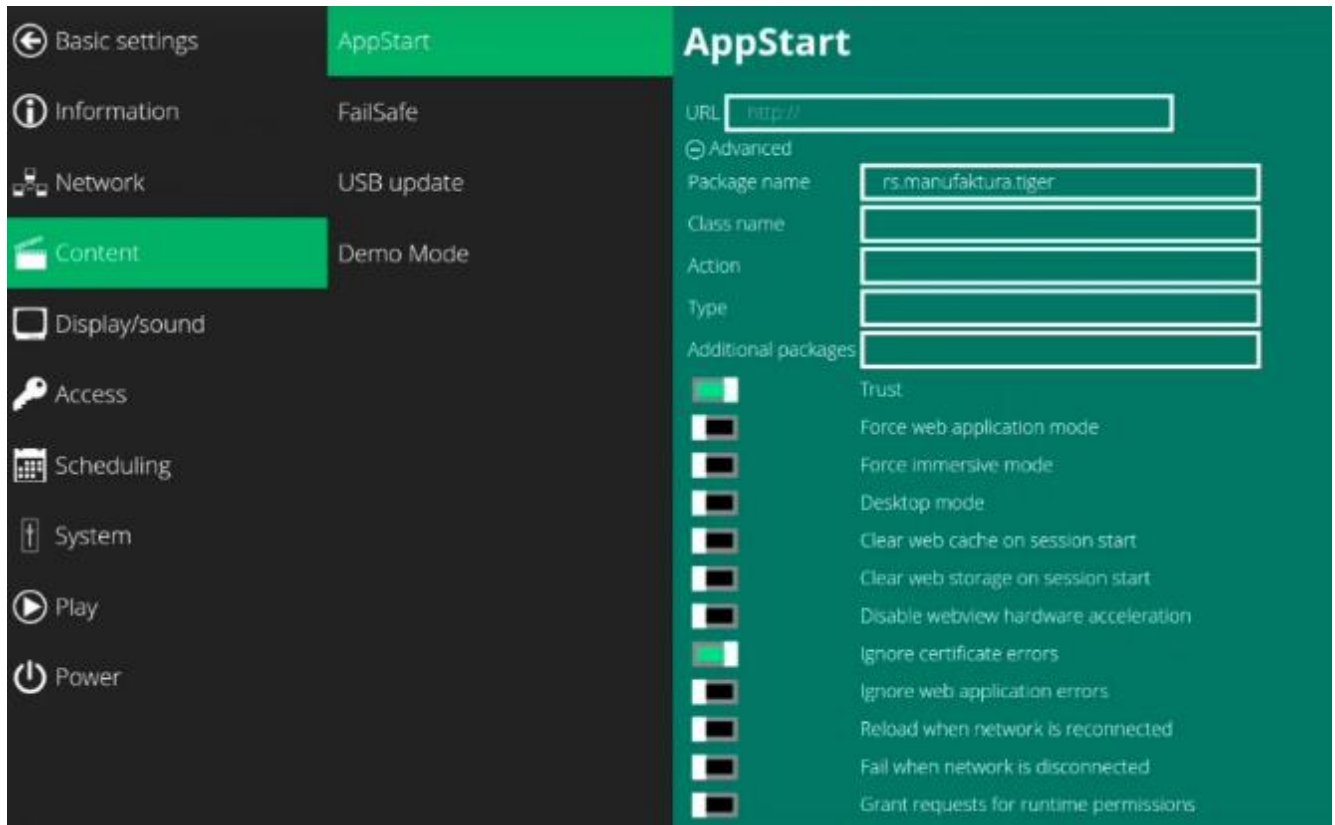 Basic settings
Information
Network
Content
Display/sound
Access
Scheduling
System
Play
Power
AppStart
FailSafe
USB update
Demo Mode
AppStart
URL http://
Advanced
Package name rs.manufaktura.tiger
Class name
Action
Type
Additional packages
Trust
Force web application mode
Force immersive mode
Desktop mode
Clear web cache on session start
Clear web storage on session start
Disable webview hardware acceleration
Ignore certificate errors
Ignore web application errors
Reload when network is reconnected
Fail when network is disconnected
Grant requests for runtime permissions